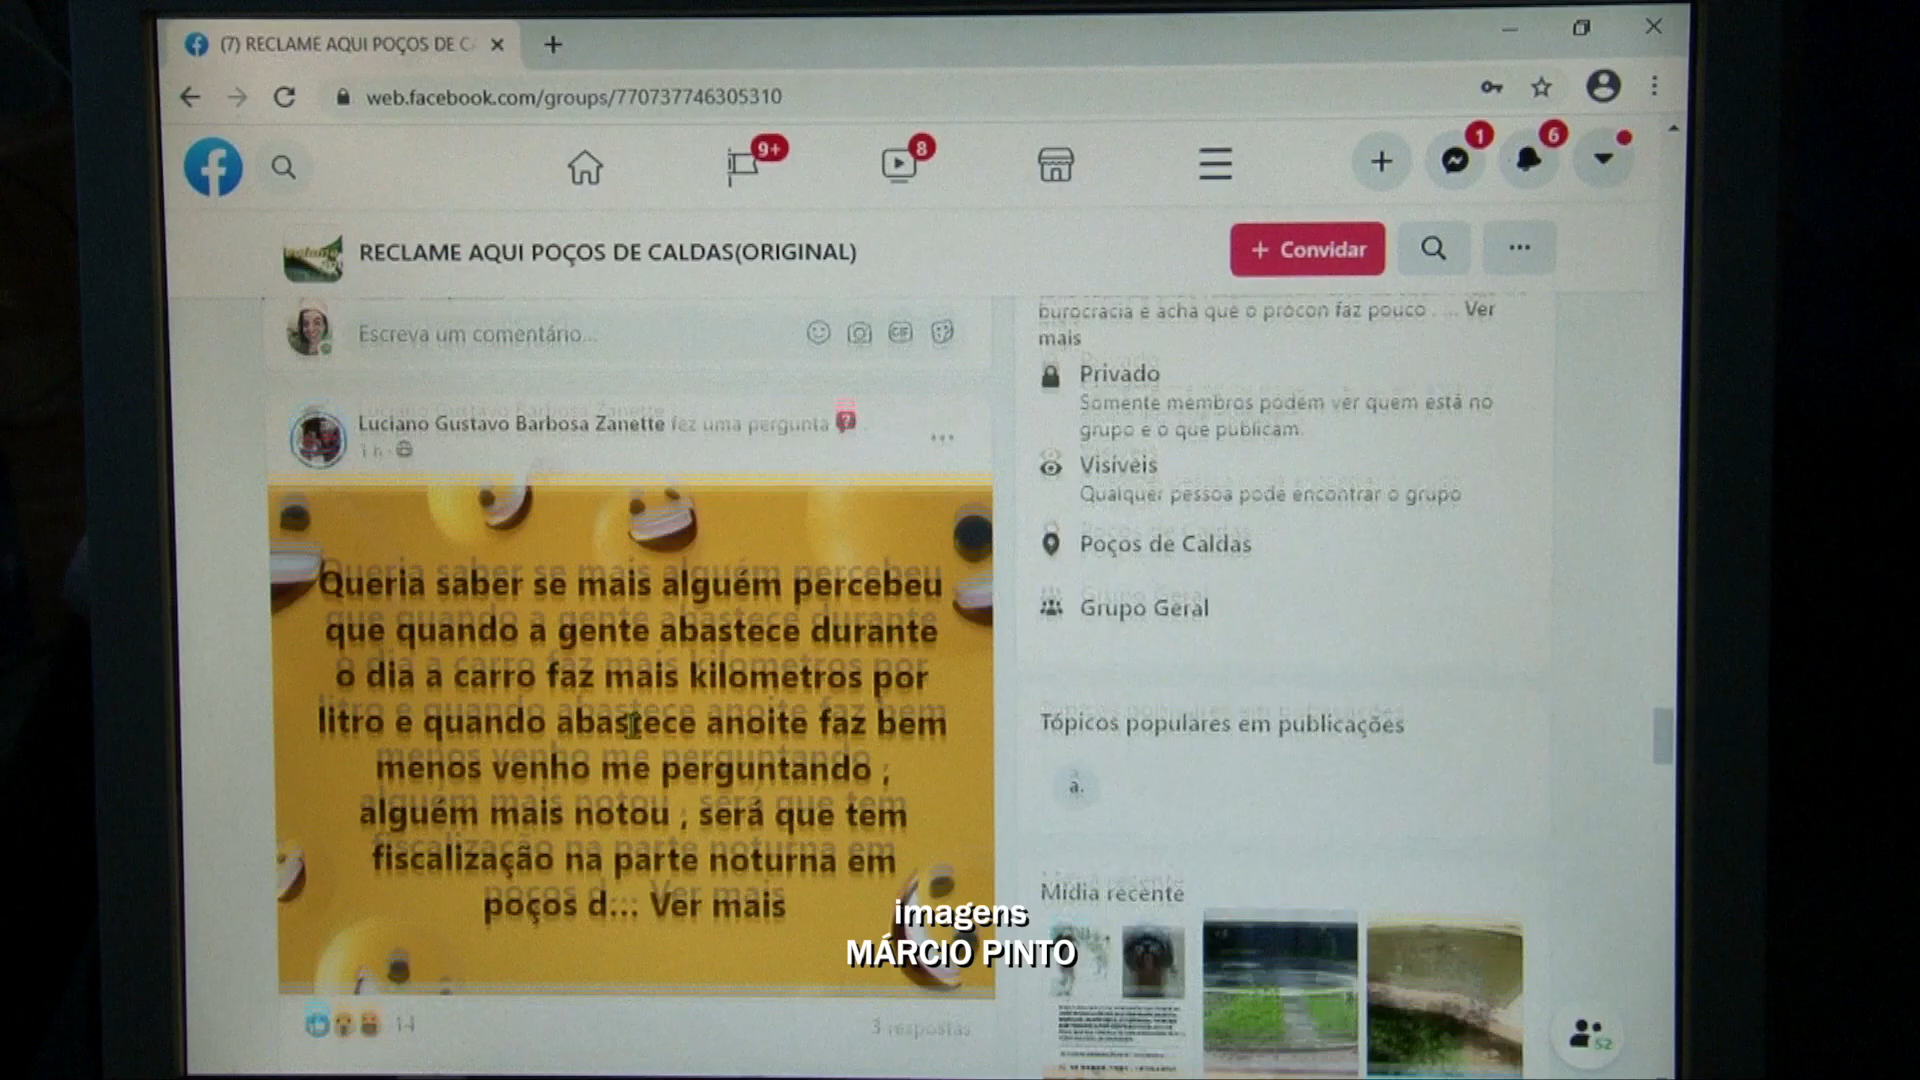 (7) RECLAME AQUI POÇOS DE C
web.facebook.com/groups/770737746305310
9+
8
1
6
RECLAME AQUI POÇOS DE CALDAS(ORIGINAL)
+ Convidar
Escreva um comentário...
GIF
Luciano Gustavo Barbosa Zanette fez uma pergunta
1 h ·
Queria saber se mais alguém percebeu
que quando a gente abastece durante
o dia a carro faz mais kilometros por
litro e quando abastece anoite faz bem
menos venho me perguntando ,
alguém mais notou , será que tem
fiscalização na parte noturna em
poços d... Ver mais
14
3 respostas
burocracia e acha que o procon faz pouco . ... Ver
mais
Privado
Somente membros podem ver quem está no
grupo e o que publicam.
Visíveis
Qualquer pessoa pode encontrar o grupo
Poços de Caldas
Grupo Geral
Tópicos populares em publicações
a.
Mídia recente
52
imagens
MÁRCIO PINTO